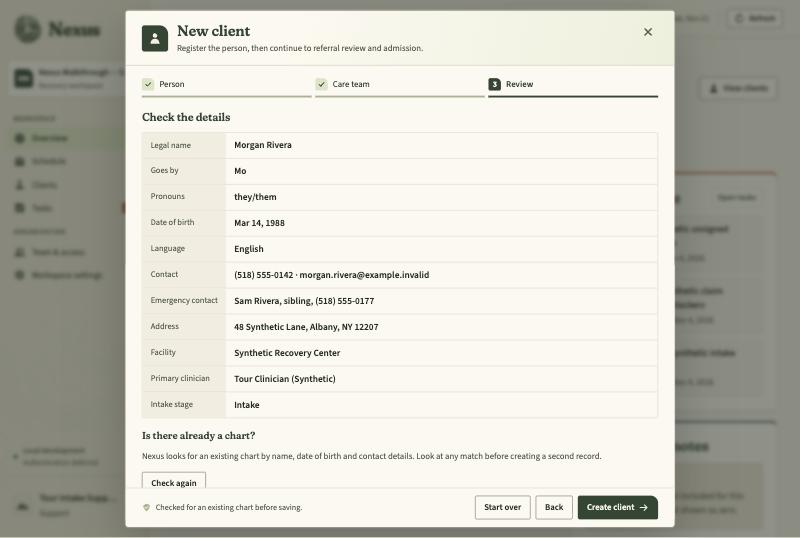 Nexus
New client
Register the person, then continue to referral review and admission.
Refresh
Person
Care team
3 Review
View clients
Overview
Schedule
Clients
Tasks
Team & access
Workspace settings
Check the details
Legal name Morgan Rivera
Goes by Mo
Pronouns they/them
Date of birth Mar 14, 1988
Language English
Contact (518) 555-0142 · morgan.rivera@example.invalid
Emergency contact Sam Rivera, sibling, (518) 555-0177
Address 48 Synthetic Lane, Albany, NY 12207
Facility Synthetic Recovery Center
Primary clinician Tour Clinician (Synthetic)
Intake stage Intake
Is there already a chart?
Nexus looks for an existing chart by name, date of birth and contact details. Look at any match before creating a second record.
Check again
Checked for an existing chart before saving.
Start over
Back
Create client →
Open tasks
Support